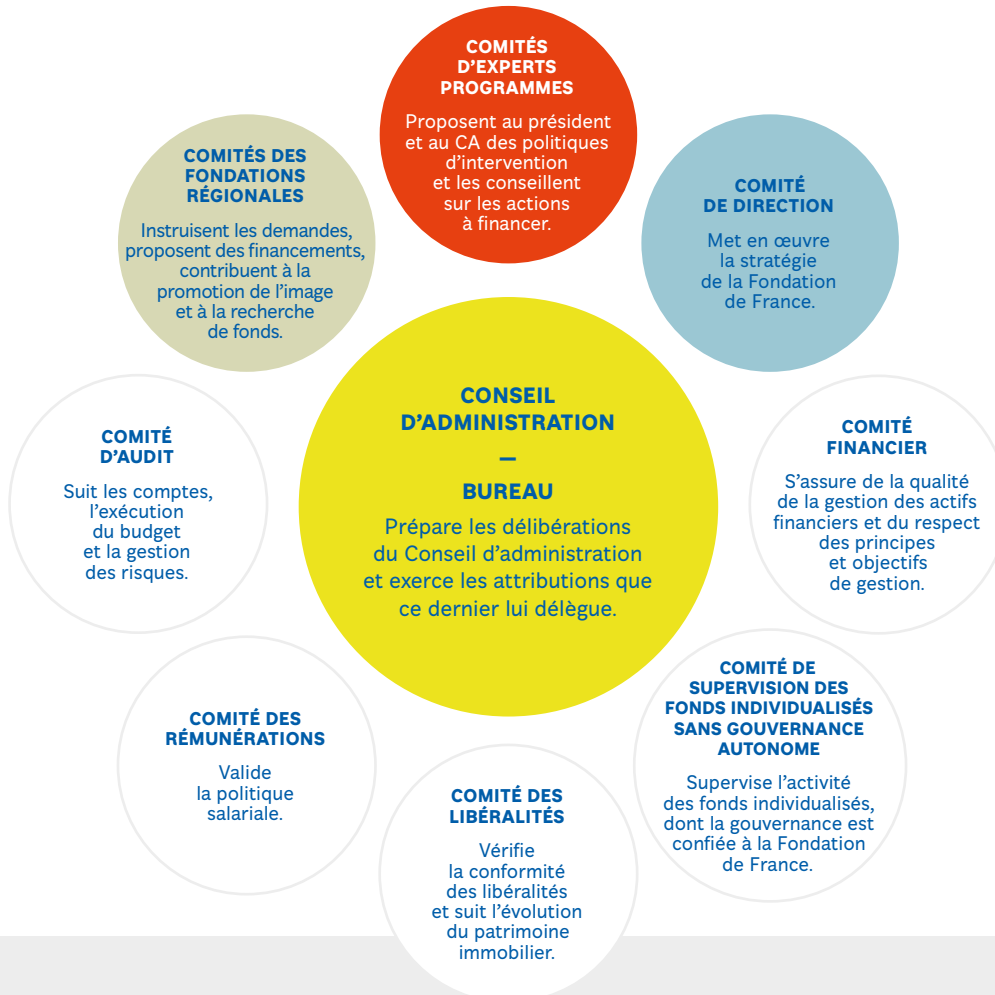 COMITÉS
D’EXPERTS
PROGRAMMES
Proposent au président
et au CA des politiques
d’intervention
et les conseillent
sur les actions
à financer.
COMITÉS DES
FONDATIONS
RÉGIONALES
Instruisent les demandes,
proposent des financements,
contribuent à la
promotion de l’image
et à la recherche
de fonds.
COMITÉ
DE DIRECTION
Met en œuvre
la stratégie
de la Fondation
de France.
CONSEIL
D’ADMINISTRATION
—
BUREAU
Prépare les délibérations
du Conseil d’administration
et exerce les attributions que
ce dernier lui délègue.
COMITÉ
D’AUDIT
Suit les comptes,
l’exécution
du budget
et la gestion
des risques.
COMITÉ
FINANCIER
S’assure de la qualité
de la gestion des actifs
financiers et du respect
des principes
et objectifs
de gestion.
COMITÉ DES
RÉMUNÉRATIONS
Valide
la politique
salariale.
COMITÉ DES
LIBÉRALITÉS
Vérifie
la conformité
des libéralités
et suit l’évolution
du patrimoine
immobilier.
COMITÉ DE
SUPERVISION DES
FONDS INDIVIDUALISÉS
SANS GOUVERNANCE
AUTONOME
Supervise l’activité
des fonds individualisés,
dont la gouvernance est
confiée à la Fondation
de France.